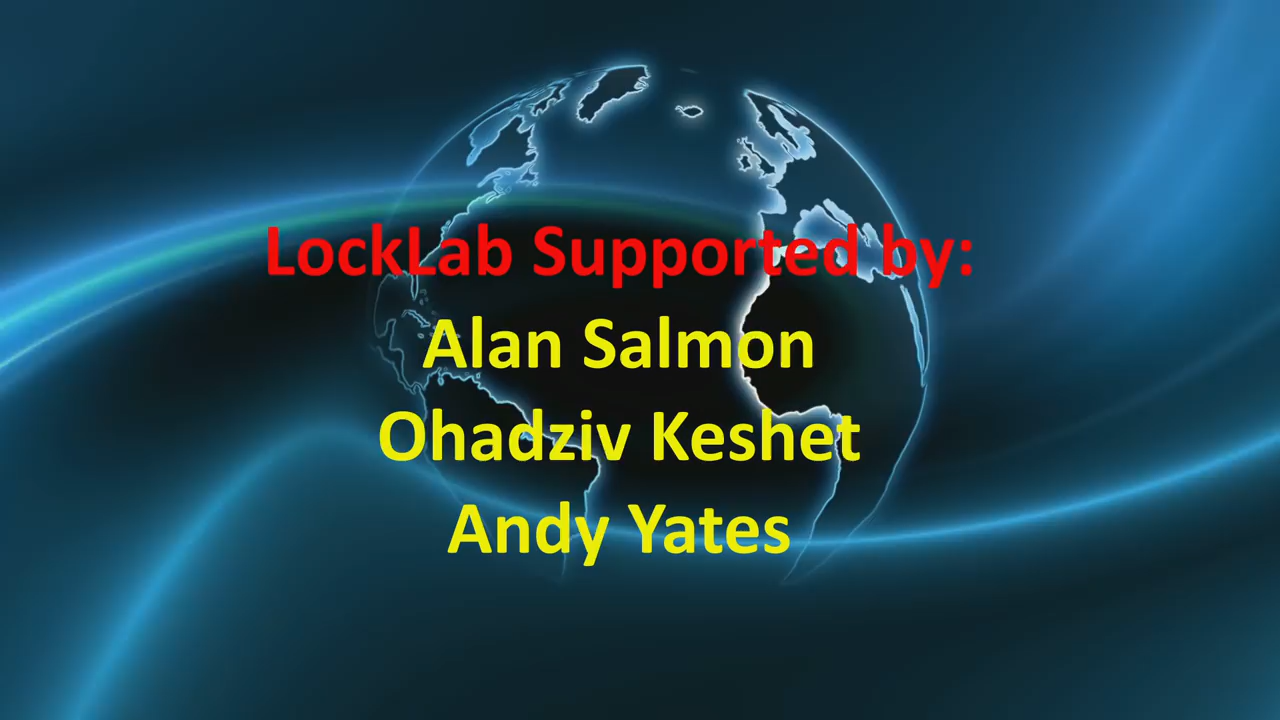 LockLab Supported by:
Alan Salmon
Ohadziv Keshet
Andy Yates